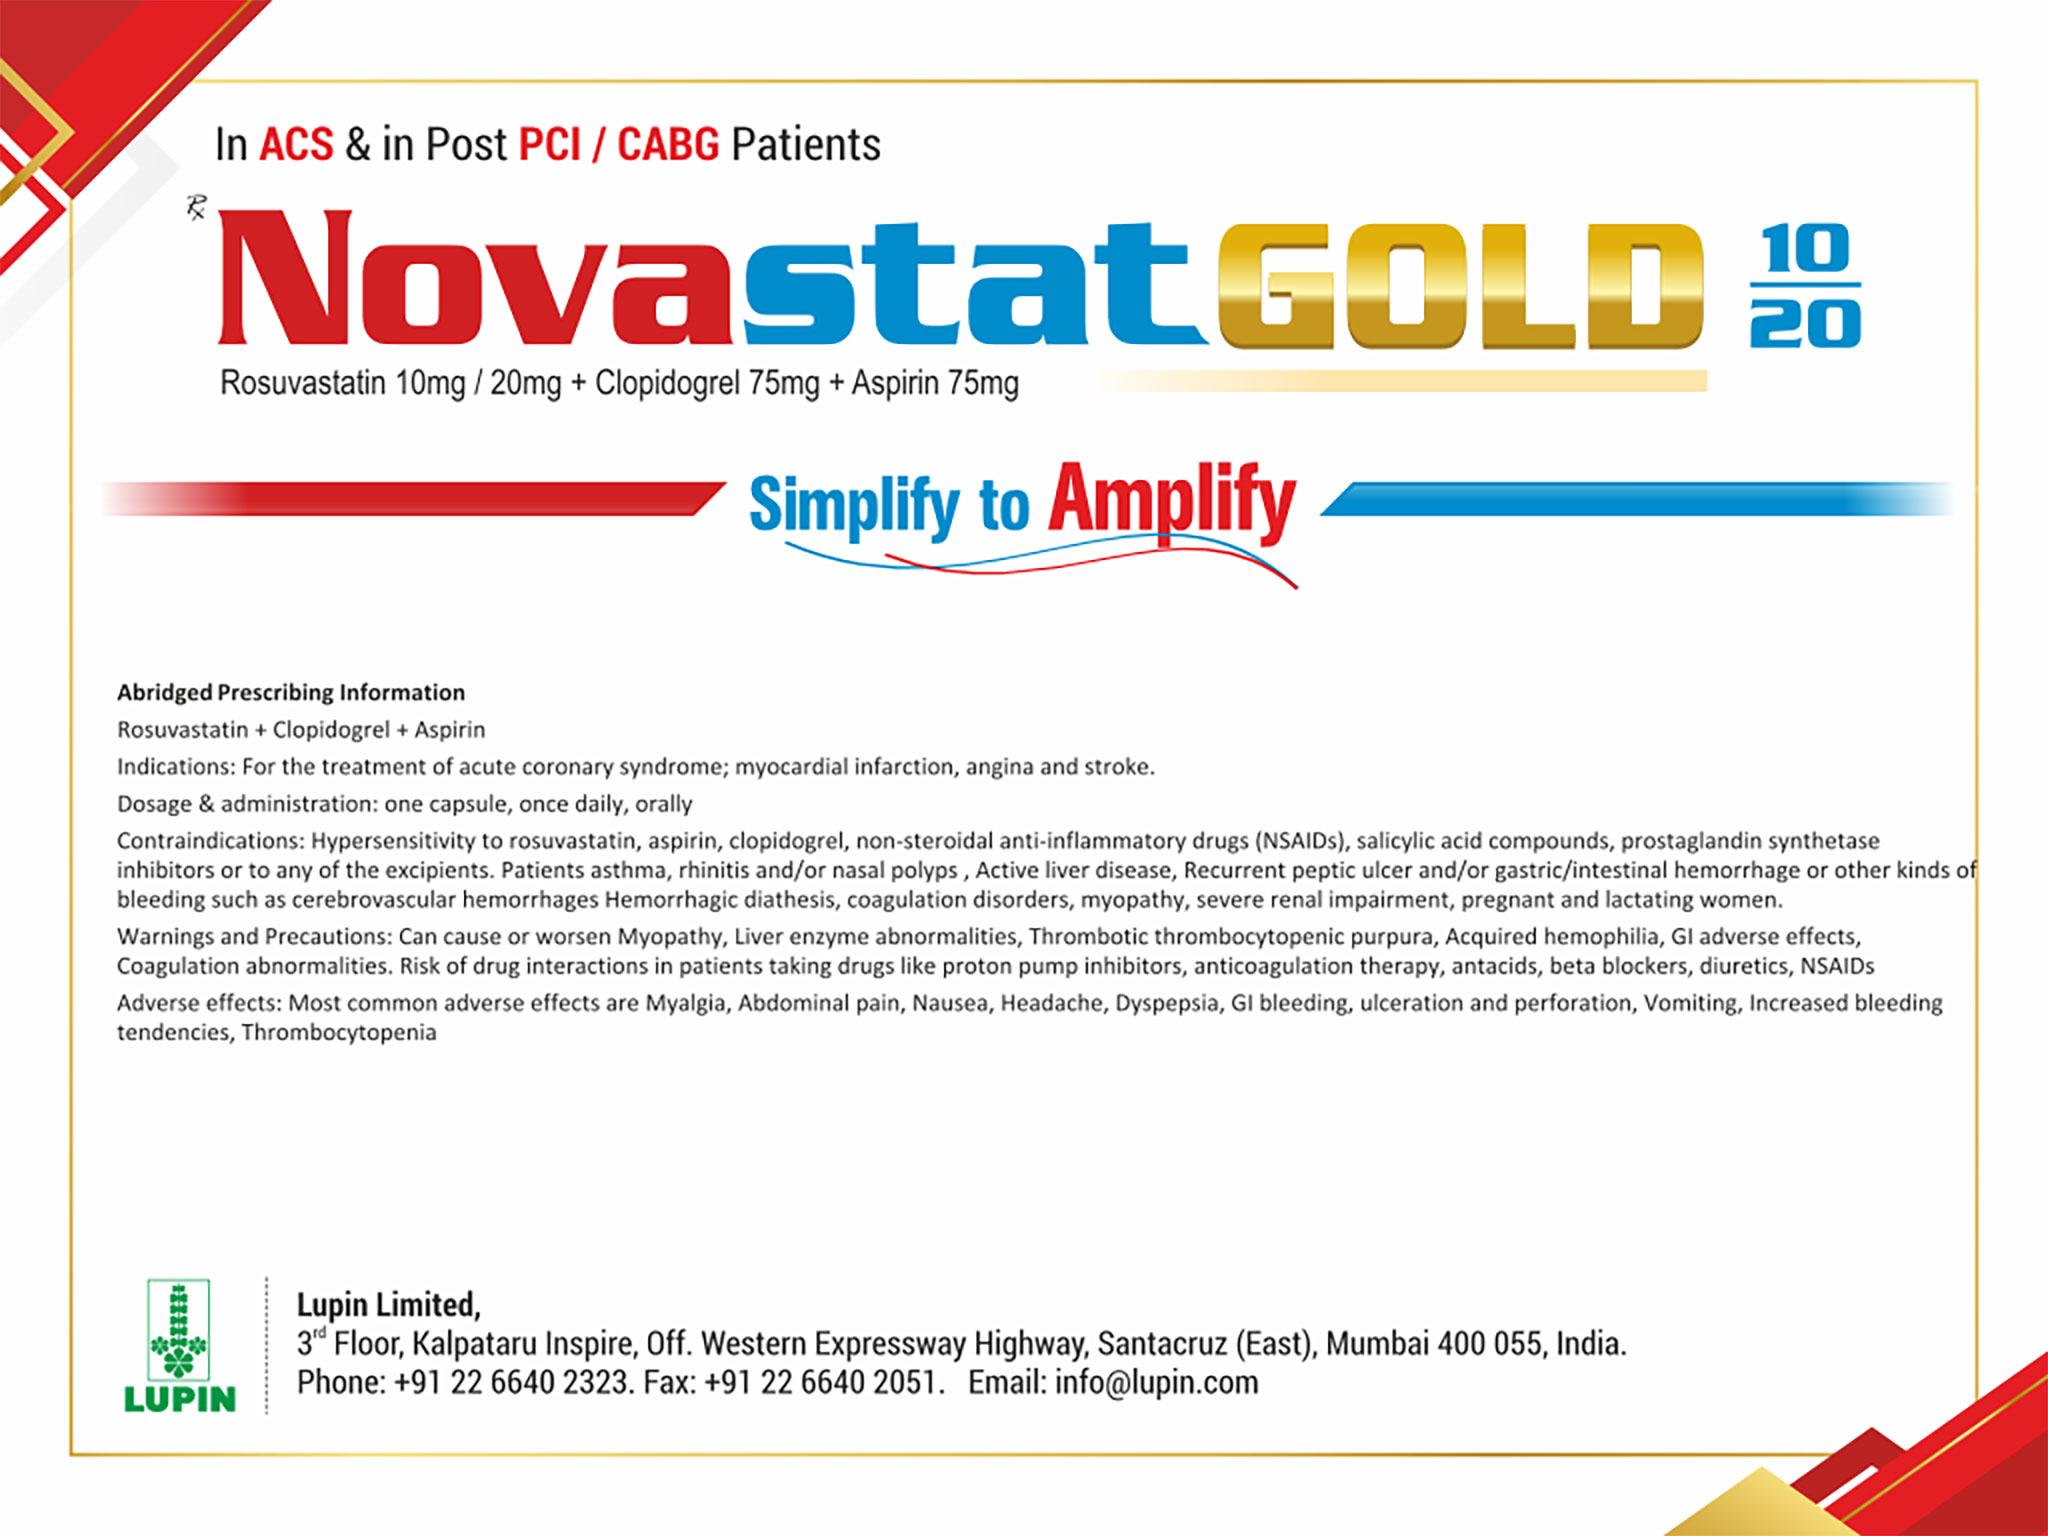 In ACS & in Post PCI / CABG Patients
Rx NovastatGOLD 10/20
Rosuvastatin 10mg / 20mg + Clopidogrel 75mg + Aspirin 75mg
Simplify to Amplify
Abridged Prescribing Information
Rosuvastatin + Clopidogrel + Aspirin
Indications: For the treatment of acute coronary syndrome; myocardial infarction, angina and stroke.
Dosage & administration: one capsule, once daily, orally
Contraindications: Hypersensitivity to rosuvastatin, aspirin, clopidogrel, non-steroidal anti-inflammatory drugs (NSAIDs), salicylic acid compounds, prostaglandin synthetase
inhibitors or to any of the excipients. Patients asthma, rhinitis and/or nasal polyps , Active liver disease, Recurrent peptic ulcer and/or gastric/intestinal hemorrhage or other kinds of
bleeding such as cerebrovascular hemorrhages Hemorrhagic diathesis, coagulation disorders, myopathy, severe renal impairment, pregnant and lactating women.
Warnings and Precautions: Can cause or worsen Myopathy, Liver enzyme abnormalities, Thrombotic thrombocytopenic purpura, Acquired hemophilia, GI adverse effects,
Coagulation abnormalities. Risk of drug interactions in patients taking drugs like proton pump inhibitors, anticoagulation therapy, antacids, beta blockers, diuretics, NSAIDs
Adverse effects: Most common adverse effects are Myalgia, Abdominal pain, Nausea, Headache, Dyspepsia, GI bleeding, ulceration and perforation, Vomiting, Increased bleeding
tendencies, Thrombocytopenia
LUPIN
Lupin Limited,
3rd Floor, Kalpataru Inspire, Off. Western Expressway Highway, Santacruz (East), Mumbai 400 055, India.
Phone: +91 22 6640 2323. Fax: +91 22 6640 2051. Email: info@lupin.com